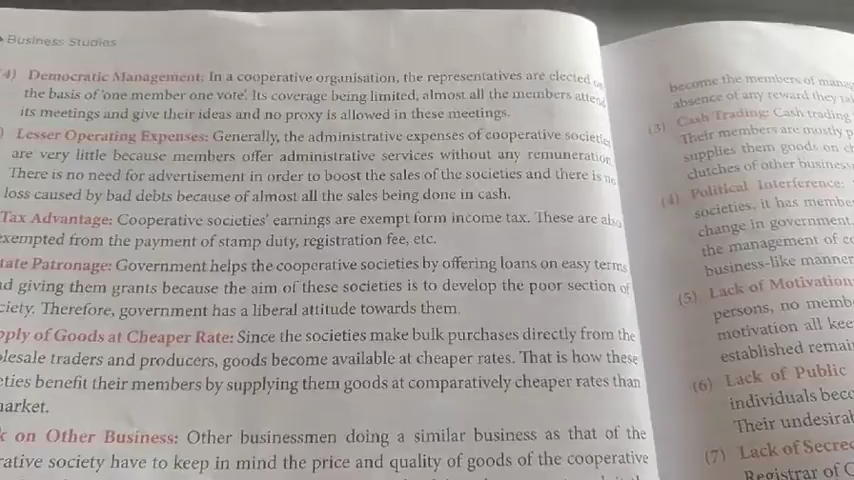 Business Studies
4) Democratic Management: In a cooperative organisation, the representatives are elected on
the basis of 'one member one vote'. Its coverage being limited, almost all the members attend
its meetings and give their ideas and no proxy is allowed in these meetings.
) Lesser Operating Expenses: Generally, the administrative expenses of cooperative societies
are very little because members offer administrative services without any remuneration.
There is no need for advertisement in order to boost the sales of the societies and there is no
loss caused by bad debts because of almost all the sales being done in cash.
Tax Advantage: Cooperative societies' earnings are exempt form income tax. These are also
exempted from the payment of stamp duty, registration fee, etc.
tate Patronage: Government helps the cooperative societies by offering loans on easy terms
nd giving them grants because the aim of these societies is to develop the poor section of
ciety. Therefore, government has a liberal attitude towards them.
pply of Goods at Cheaper Rate: Since the societies make bulk purchases directly from the
olesale traders and producers, goods become available at cheaper rates. That is how these
eties benefit their members by supplying them goods at comparatively cheaper rates than
narket.
k on Other Business: Other businessmen doing a similar business as that of the
rative society have to keep in mind the price and quality of goods of the cooperative
become the members of manag
absence of any reward they ta
(3) Cash Trading: Cash trading
Their members are mostly p
supplies them goods on c
clutches of other business
(4) Political Interference:
societies, it has membe
change in government.
the management of co
business-like manner
(5) Lack of Motivation
persons, no memb
motivation all kee
established remai
(6) Lack of Public
individuals beco
Their undesirab
(7) Lack of Secrec
Registrar of C